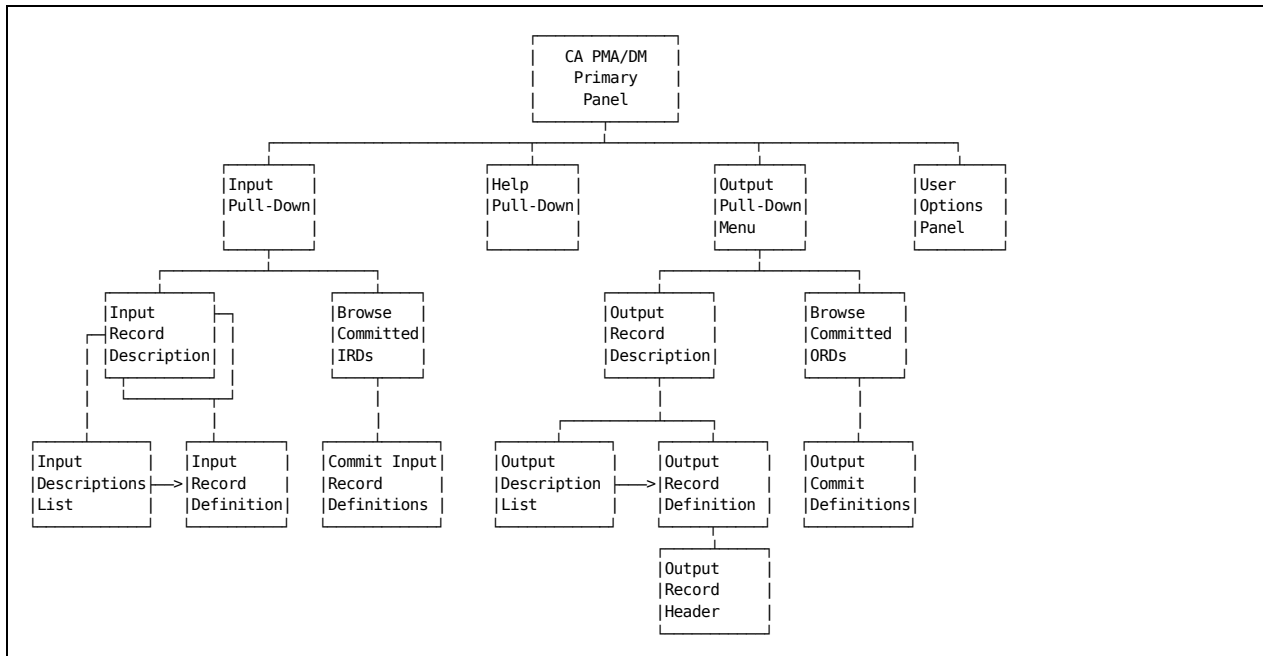 CA PMA/DM
Primary
Panel
Input
Pull-Down
Help
Pull-Down
Output
Pull-Down
Menu
User
Options
Panel
Input
Record
Description
Browse
Committed
IRDs
Output
Record
Description
Browse
Committed
ORDs
Input
Descriptions
List
Input
Record
Definition
Commit Input
Record
Definitions
Output
Description
List
Output
Record
Definition
Output
Commit
Definitions
Output
Record
Header